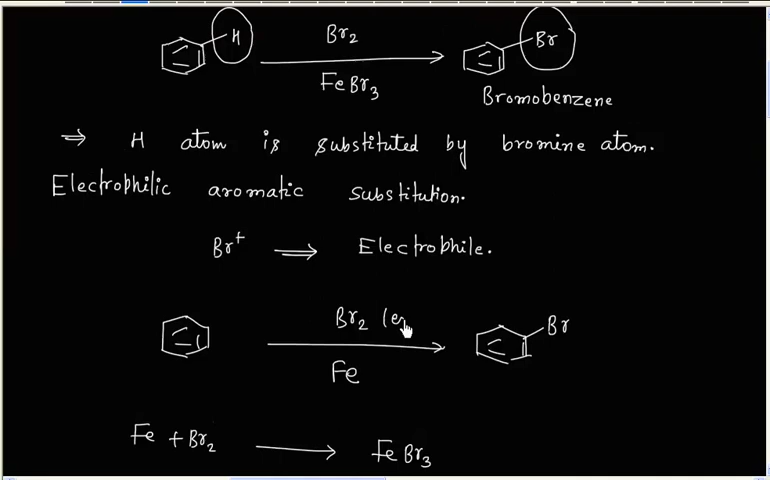 H Br2 Br
FeBr3
Bromobenzene
⇒ H atom is substituted by bromine atom.
Electrophilic aromatic substitution.
Br+ ⇒ Electrophile.
Br2 (e Br
Fe
Fe + Br2 → FeBr3